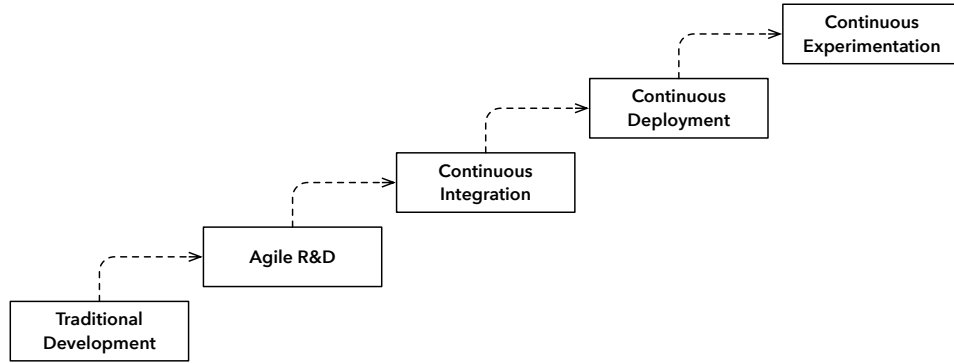 Continuous
Experimentation
Continuous
Deployment
Continuous
Integration
Agile R&D
Traditional
Development